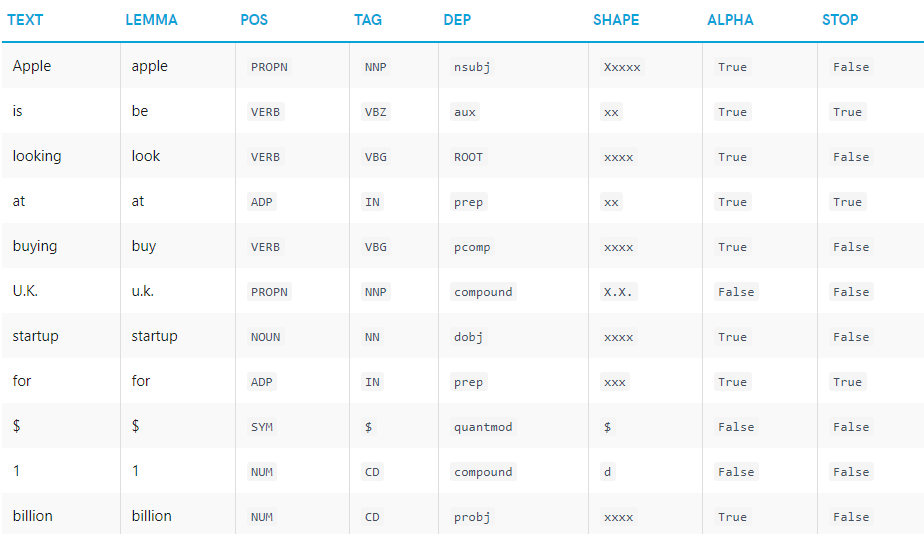 TEXT LEMMA POS TAG DEP SHAPE ALPHA STOP
Apple apple PROPN NNP nsubj Xxxxx True False
is be VERB VBZ aux xx True True
looking look VERB VBG ROOT xxxx True False
at at ADP IN prep xx True True
buying buy VERB VBG pcomp xxxx True False
U.K. u.k. PROPN NNP compound X.X. False False
startup startup NOUN NN dobj xxxx True False
for for ADP IN prep xxx True True
$ $ SYM $ quantmod $ False False
1 1 NUM CD compound d False False
billion billion NUM CD probj xxxx True False